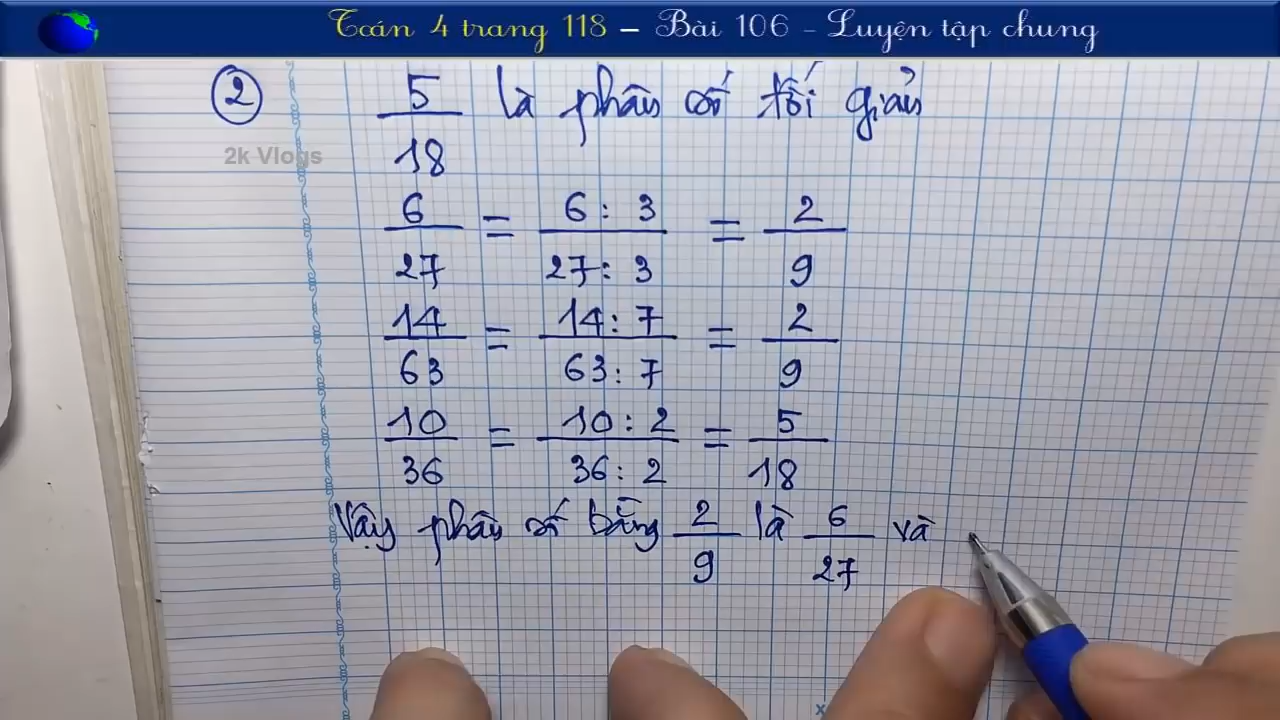 Toán 4 trang 118 – Bài 106 - Luyện tập chung
2 5/18 là phân số tối giản
2k Vlogs
6/27 = 6 : 3/27 : 3 = 2/9
14/63 = 14 : 7/63 : 7 = 2/9
10/36 = 10 : 2/36 : 2 = 5/18
Vậy phân số bằng 2/9 là 6/27 và